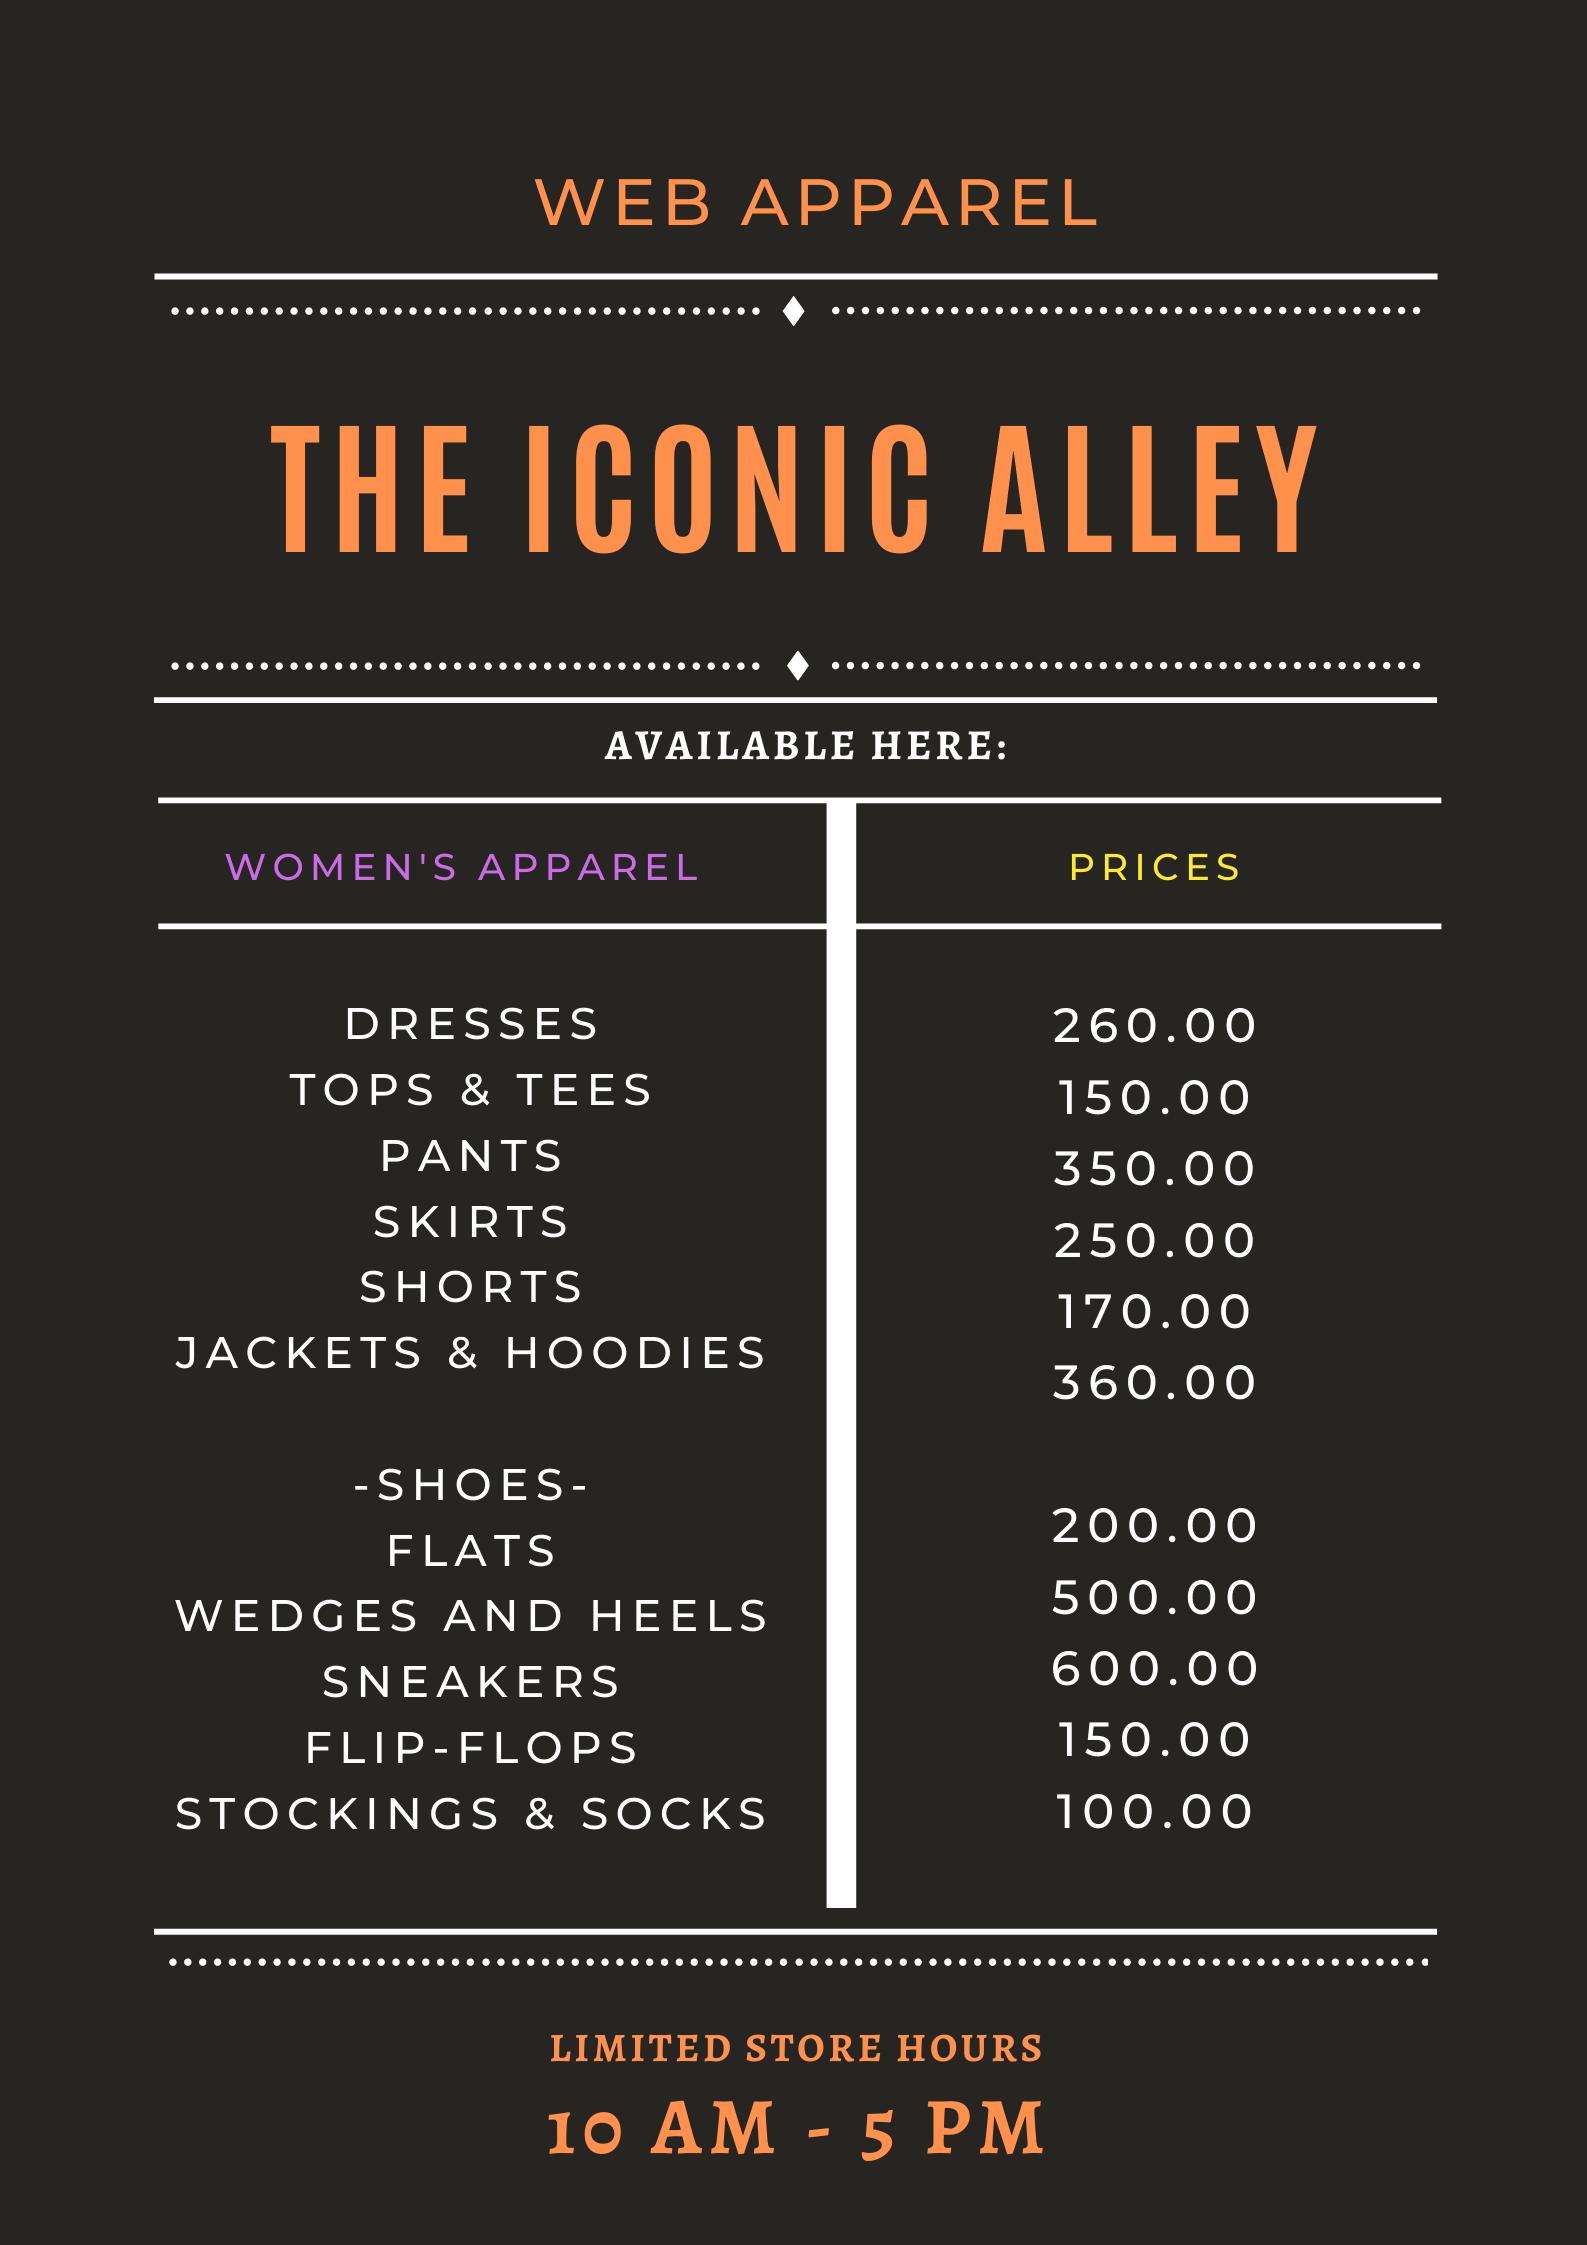 WEB APPAREL
THE ICONIC ALLEY
AVAILABLE HERE:
WOMEN'S APPAREL
PRICES
DRESSES
260.00
TOPS & TEES
150.00
PANTS
350.00
SKIRTS
250.00
SHORTS
170.00
JACKETS & HOODIES
360.00
-SHOES-
FLATS
200.00
WEDGES AND HEELS
500.00
SNEAKERS
600.00
FLIP-FLOPS
150.00
STOCKINGS & SOCKS
100.00
LIMITED STORE HOURS
10 AM - 5 PM